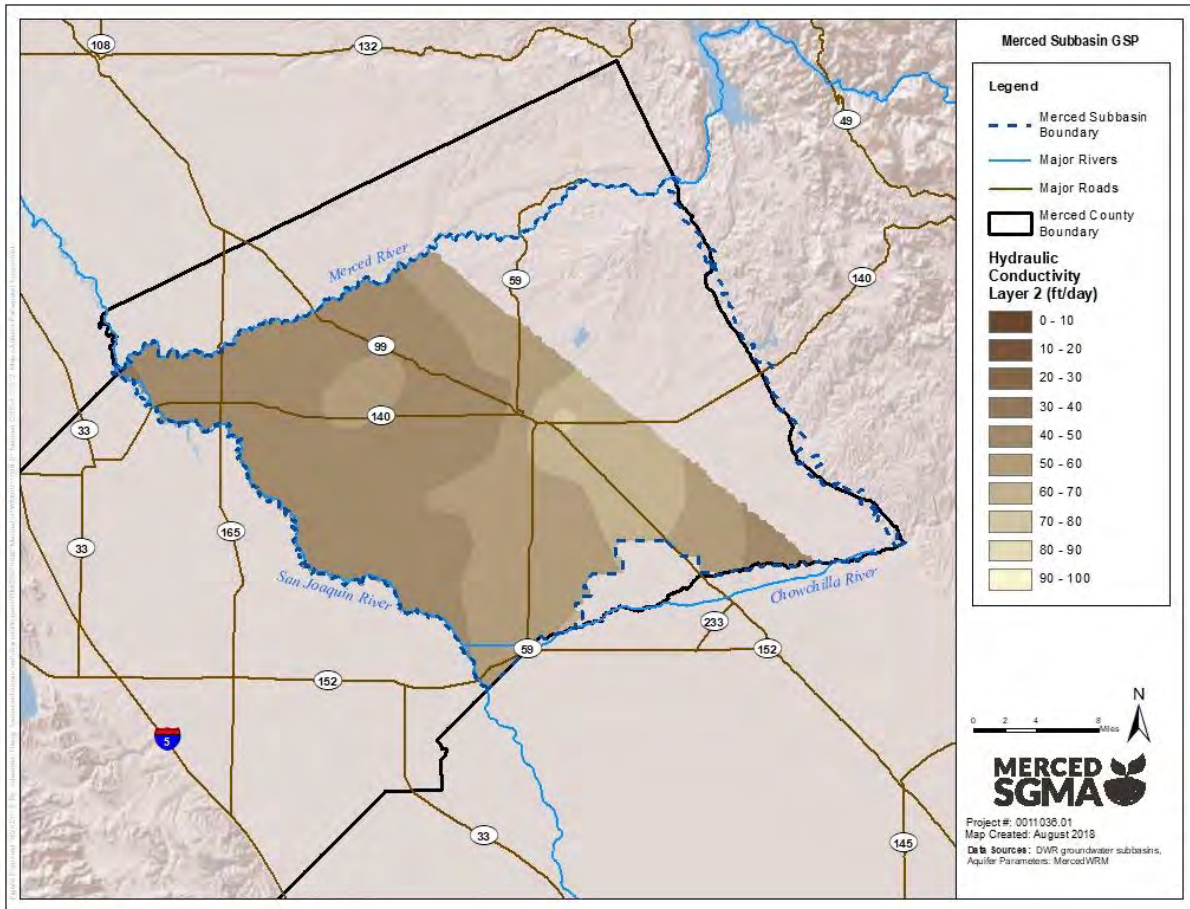 108
132
49
Merced River
59
140
99
140
33
33
165
San Joaquin River
Chowchilla River
233
59
152
152
5
33
145
Merced Subbasin GSP
Legend
Merced Subbasin
Boundary
Major Rivers
Major Roads
Merced County
Boundary
Hydraulic
Conductivity
Layer 2 (ft/day)
0 - 10
10 - 20
20 - 30
30 - 40
40 - 50
50 - 60
60 - 70
70 - 80
80 - 90
90 - 100
N
0 2 4 8 Miles
MERCED
SGMA
Project #: 0011036.01
Map Created: August 2018
Data Sources: DWR groundwater subbasins,
Aquifer Parameters: MercedWRM